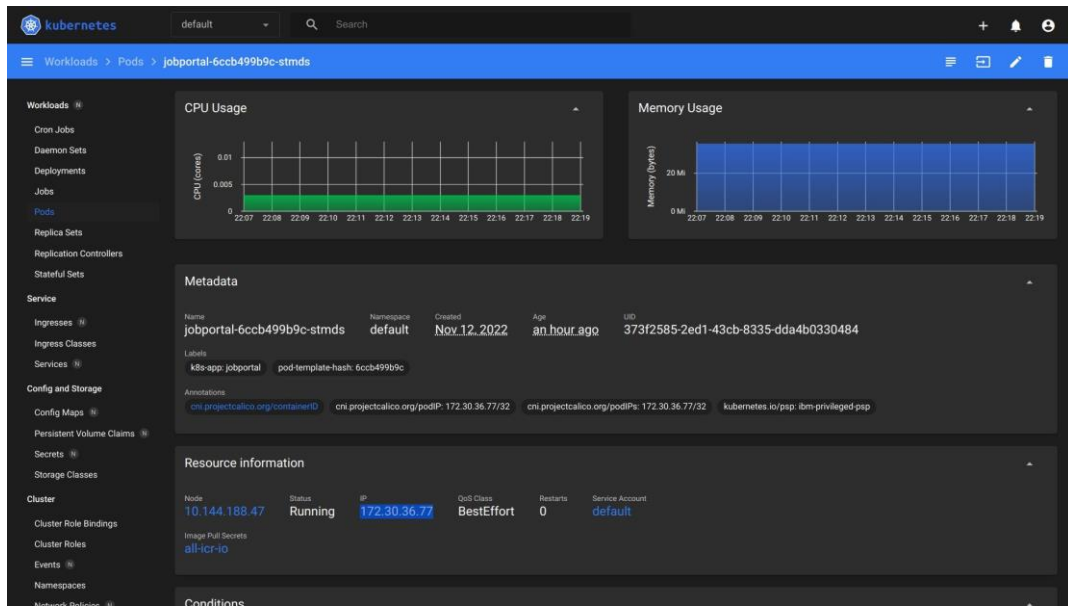 kubernetes
default
Search
Workloads > Pods > jobportal-6ccb499b9c-stmds
Workloads N
Cron Jobs
Daemon Sets
Deployments
Jobs
Pods
Replica Sets
Replication Controllers
Stateful Sets
Service
Ingresses N
Ingress Classes
Services N
Config and Storage
Config Maps N
Persistent Volume Claims N
Secrets N
Storage Classes
Cluster
Cluster Role Bindings
Cluster Roles
Events N
Namespaces
Network Policies N
CPU Usage
CPU (cores)
0.01
0.005
0
22:07 22:08 22:09 22:10 22:11 22:12 22:13 22:14 22:15 22:16 22:17 22:18 22:19
Memory Usage
Memory (bytes)
20 Mi
0 Mi
22:07 22:08 22:09 22:10 22:11 22:12 22:13 22:14 22:15 22:16 22:17 22:18 22:19
Metadata
Name Namespace Created Age UID
jobportal-6ccb499b9c-stmds default Nov 12, 2022 an hour ago 373f2585-2ed1-43cb-8335-dda4b0330484
Labels
k8s-app: jobportal pod-template-hash: 6ccb499b9c
Annotations
cni.projectcalico.org/containerID cni.projectcalico.org/podIP: 172.30.36.77/32 cni.projectcalico.org/podIPs: 172.30.36.77/32 kubernetes.io/psp: ibm-privileged-psp
Resource information
Node Status IP QoS Class Restarts Service Account
10.144.188.47 Running 172.30.36.77 BestEffort 0 default
Image Pull Secrets
all-icr-io
Conditions